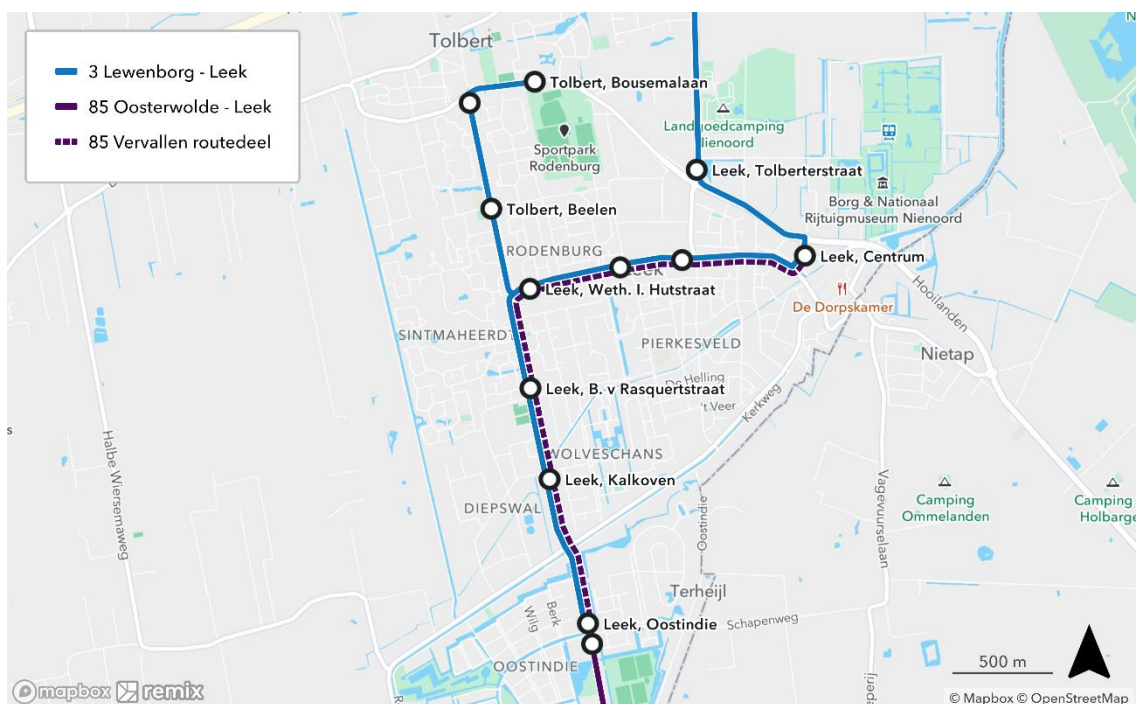 3 Lewenborg - Leek
85 Oosterwolde - Leek
85 Vervallen routedeel
Tolbert
Tolbert, Bousemalaan
Sportpark
Rodenburg
Landgoedcamping
Nienoord
Leek, Tolberterstraat
Borg & Nationaal
Rijtuigmuseum Nienoord
Tolbert, Beelen
RODENBURG
Leek, Centrum
Leek, Weth. I. Hutstraat
De Dorpskamer
Hooilanden
SINTMAHEERDT
PIERKESVELD
Nietap
De Helling
't Veer
Kerkweg
Leek, B. v Rasquertstraat
Halbe Wiersemaweg
WOLVESCHANS
Leek, Kalkoven
DIEPSWAL
Oostindie
Vagevuurselaan
Camping
Ommelanden
Camping
Holbarge
Terheijl
Schapenweg
Berk
Wilg
Leek, Oostindie
OOSTINDIE
500 m
mapbox remix
© Mapbox © OpenStreetMap